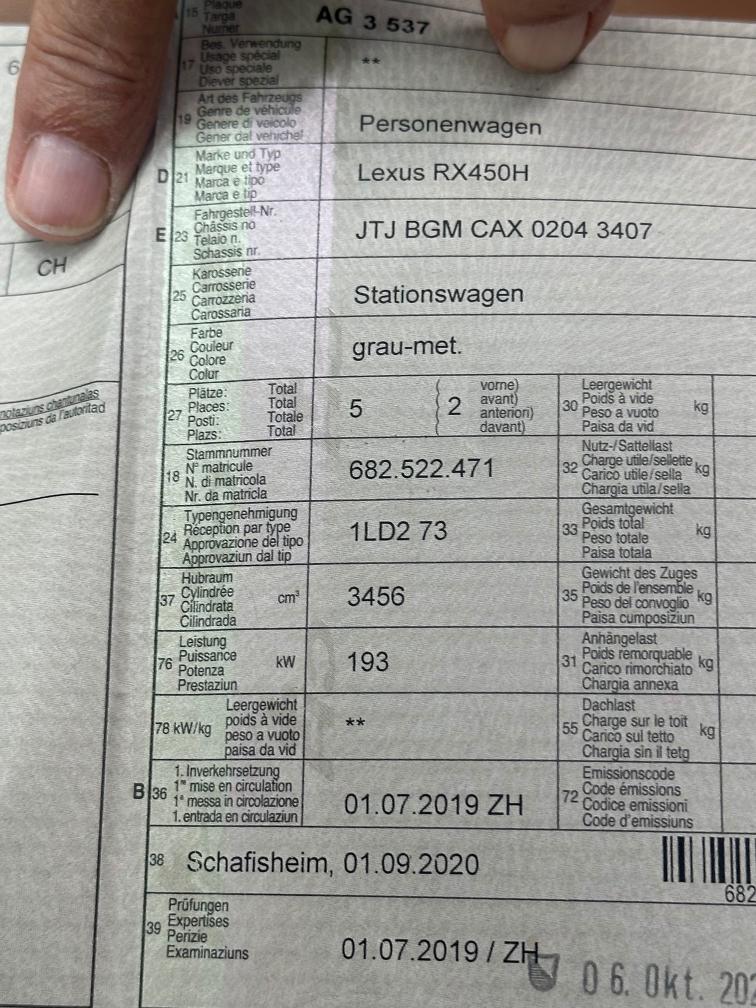 15 Plaque
Targa
Numer
AG 3 537
17 Bes. Verwendung
Usage spécial
Uso speciale
Diever spezial
**
19 Art des Fahrzeugs
Genre de véhicule
Genere di veicolo
Gener dal vehichel
Personenwagen
D 21 Marke und Typ
Marque et type
Marca e tipo
Marca e tip
Lexus RX450H
E 23 Fahrgestell-Nr.
Châssis no
Telaio n.
Schassis nr.
JTJ BGM CAX 0204 3407
CH
25 Karosserie
Carrosserie
Carrozzeria
Carossaria
Stationswagen
26 Farbe
Couleur
Colore
Colur
grau-met.
27 Plätze: Total
Places: Total
Posti: Totale
Plazs: Total
5
2
vorne)
avant)
anteriori)
davant)
30 Leergewicht
Poids à vide
Peso a vuoto
Paisa da vid
kg
18 Stammnummer
N° matricule
N. di matricola
Nr. da matricla
682.522.471
32 Nutz-/Sattellast
Charge utile/sellette
Carico utile/sella
Chargia utila/sella
kg
24 Typengenehmigung
Réception par type
Approvazione del tipo
Approvaziun dal tip
1LD2 73
33 Gesamtgewicht
Poids total
Peso totale
Paisa totala
kg
37 Hubraum
Cylindrée
Cilindrata
Cilindrada
cm³
3456
35 Gewicht des Zuges
Poids de l'ensemble
Peso del convoglio
Paisa cumposiziun
kg
76 Leistung
Puissance
Potenza
Prestaziun
kW
193
31 Anhängelast
Poids remorquable
Carico rimorchiato
Chargia annexa
kg
78 kW/kg
Leergewicht
poids à vide
peso a vuoto
paisa da vid
**
55 Dachlast
Charge sur le toit
Carico sul tetto
Chargia sin il tetg
kg
B 36 1. Inverkehrsetzung
1re mise en circulation
1a messa in circolazione
1. entrada en circulaziun
01.07.2019 ZH
72 Emissionscode
Code émissions
Codice emissioni
Code d'emissiuns
38 Schafisheim, 01.09.2020
682
39 Prüfungen
Expertises
Perizie
Examinaziuns
01.07.2019 / ZH
06. Okt. 20